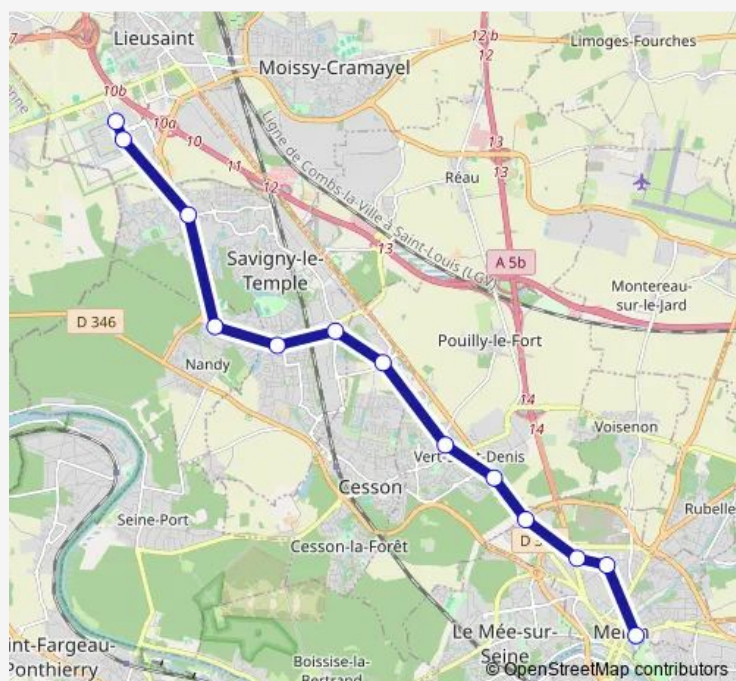 7
Lieusaint
12 b
12
Limoges-Fourches
Moissy-Cramayel
10b
10a
10
11
12
13
13
Réau
Ligne de Combs-la-Ville à Saint-Louis (LGV)
13
Savigny-le-
Temple
A 5b
Montereau-
sur-le-Jard
D 346
Nandy
Pouilly-le-Fort
14
14
Voisenon
Cesson
Rubelle
Seine-Port
Cesson-la-Forêt
Le Mée-sur-
Seine
int-Fargeau-
Ponthierry
Boissise-la-
Bertrand
© OpenStreetMap contributors